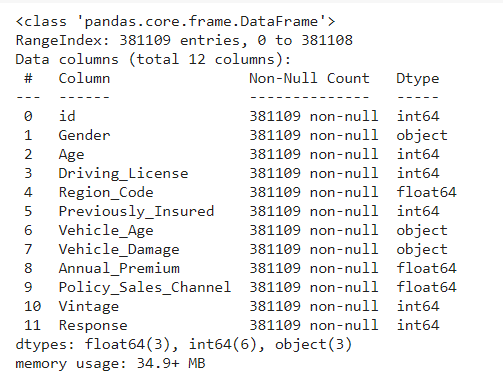 <class 'pandas.core.frame.DataFrame'>
RangeIndex: 381109 entries, 0 to 381108
Data columns (total 12 columns):
 #   Column                Non-Null Count   Dtype
---  ------                --------------   -----
 0   id                    381109 non-null  int64
 1   Gender                381109 non-null  object
 2   Age                   381109 non-null  int64
 3   Driving_License       381109 non-null  int64
 4   Region_Code           381109 non-null  float64
 5   Previously_Insured    381109 non-null  int64
 6   Vehicle_Age           381109 non-null  object
 7   Vehicle_Damage        381109 non-null  object
 8   Annual_Premium        381109 non-null  float64
 9   Policy_Sales_Channel  381109 non-null  float64
 10  Vintage               381109 non-null  int64
 11  Response              381109 non-null  int64
dtypes: float64(3), int64(6), object(3)
memory usage: 34.9+ MB